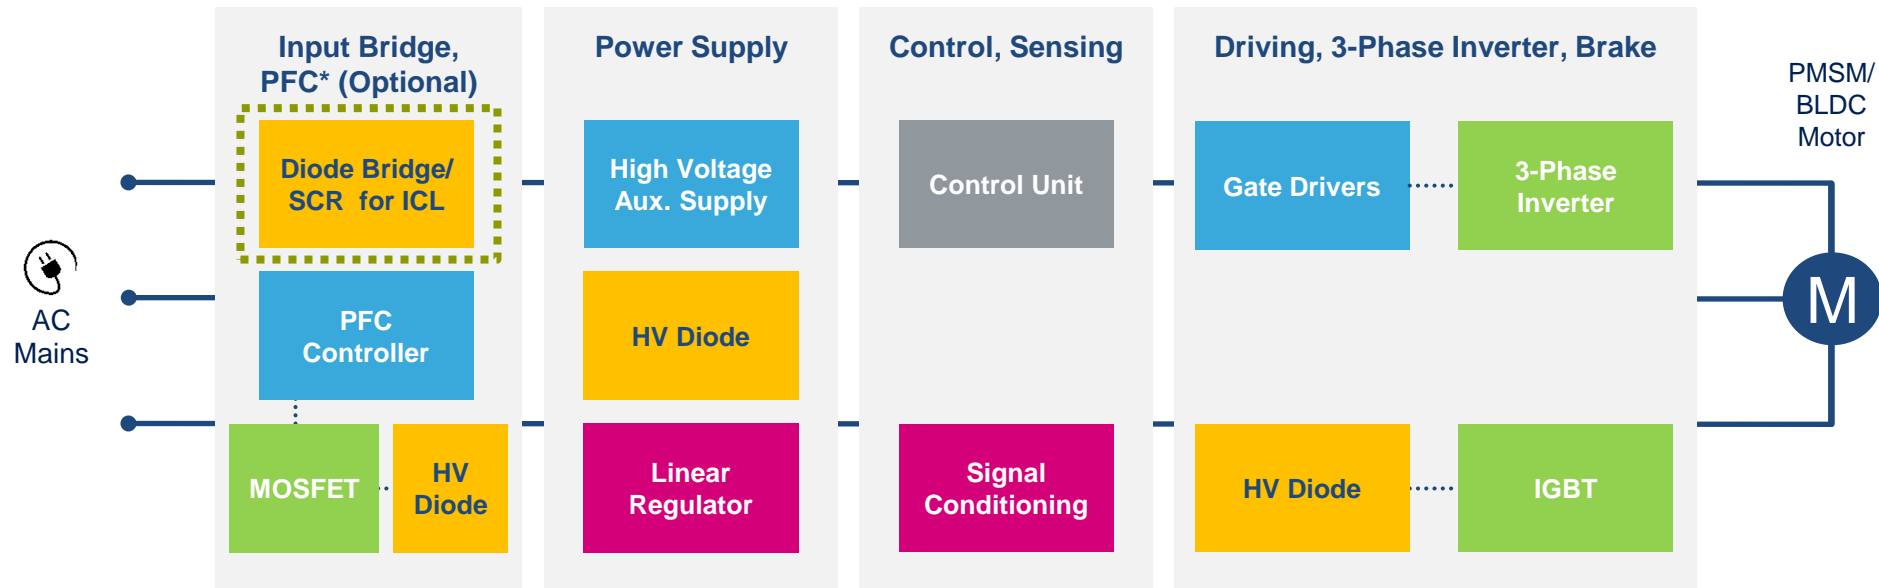 Input Bridge,
PFC* (Optional)
Power Supply
Control, Sensing
Driving, 3-Phase Inverter, Brake
PMSM/
BLDC
Motor
Diode Bridge/
SCR for ICL
High Voltage
Aux. Supply
Control Unit
Gate Drivers
3-Phase
Inverter
AC
Mains
PFC
Controller
HV Diode
M
MOSFET
HV
Diode
Linear
Regulator
Signal
Conditioning
HV Diode
IGBT